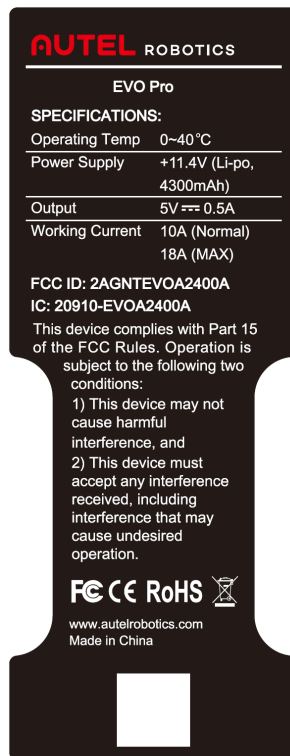 AUTEL ROBOTICS
EVO Pro
SPECIFICATIONS:
Operating Temp 0~40℃
Power Supply +11.4V (Li-po,
4300mAh)
Output 5V⎓0.5A
Working Current 10A (Normal)
18A (MAX)
FCC ID: 2AGNTEVOA2400A
IC: 20910-EVOA2400A
This device complies with Part 15
of the FCC Rules. Operation is
subject to the following two
conditions:
1) This device may not
cause harmful
interference, and
2) This device must
accept any interference
received, including
interference that may
cause undesired
operation.
FC CE RoHS
www.autelrobotics.com
Made in China